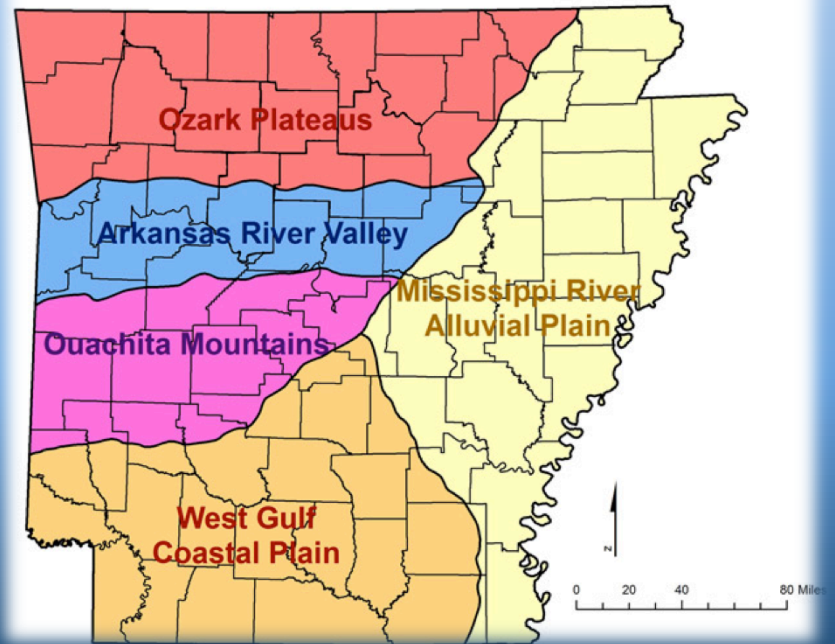 Ozark Plateaus
Arkansas River Valley
Mississippi River
Alluvial Plain
Ouachita Mountains
West Gulf
Coastal Plain
N
0 20 40 80 Miles